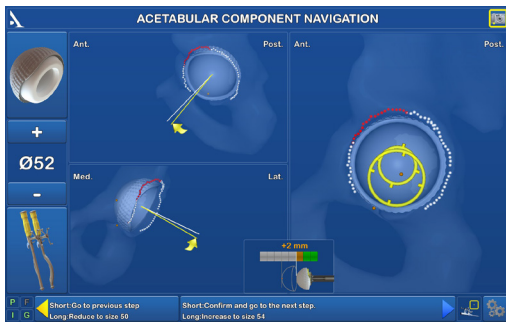 ACETABULAR COMPONENT NAVIGATION
Ant.
Post.
Ant.
Post.
+
Ø52
-
Med.
Lat.
+2 mm
P F
I G
Short:Go to previous step
Long:Reduce to size 50
Short:Confirm and go to the next step.
Long:Increase to size 54